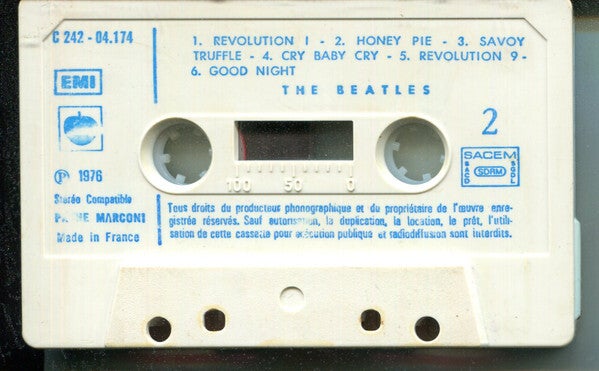 C 242 - 04.174
1. REVOLUTION I - 2. HONEY PIE - 3. SAVOY
TRUFFLE - 4. CRY BABY CRY - 5. REVOLUTION 9 -
6. GOOD NIGHT
THE BEATLES
EMI
2
SACEM
SACD
SDRM
SGDL
100 50 0
℗ 1976
Stéréo Compatible
MARCONI
Made in France
Tous droits du producteur phonographique et du propriétaire de l'œuvre enre-
gistrée réservés. Sauf autorisation, la duplication, la location, le prêt, l'utili-
sation de cette cassette pour exécution publique et radiodiffusion sont interdits.